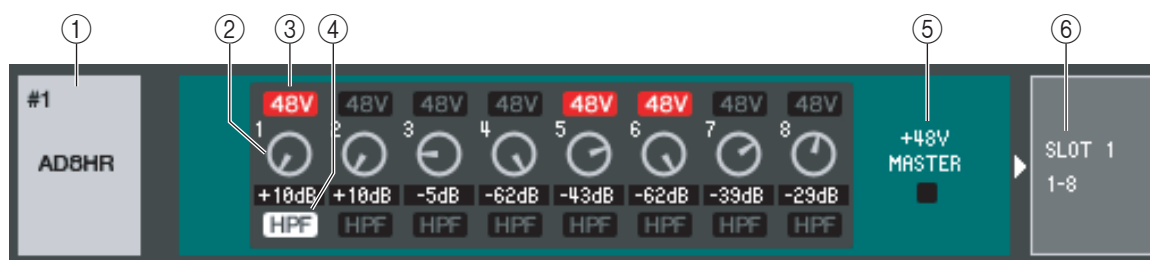 ① ② ③ ④ ⑤ ⑥
#1
AD8HR
48V 48V 48V 48V 48V 48V 48V 48V
1 2 3 4 5 6 7 8
+10dB +10dB -5dB -62dB -43dB -62dB -39dB -29dB
HPF HPF HPF HPF HPF HPF HPF HPF
+48V
MASTER
SLOT 1
1-8